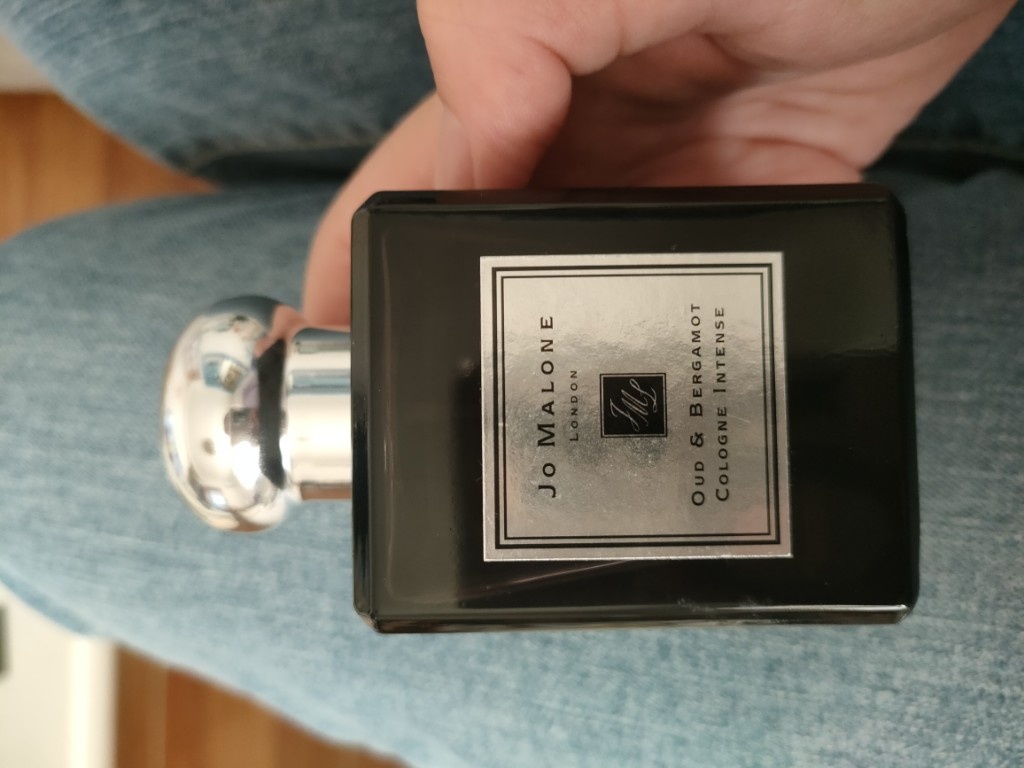 JO MALONE
LONDON
JML
OUD & BERGAMOT
COLOGNE INTENSE